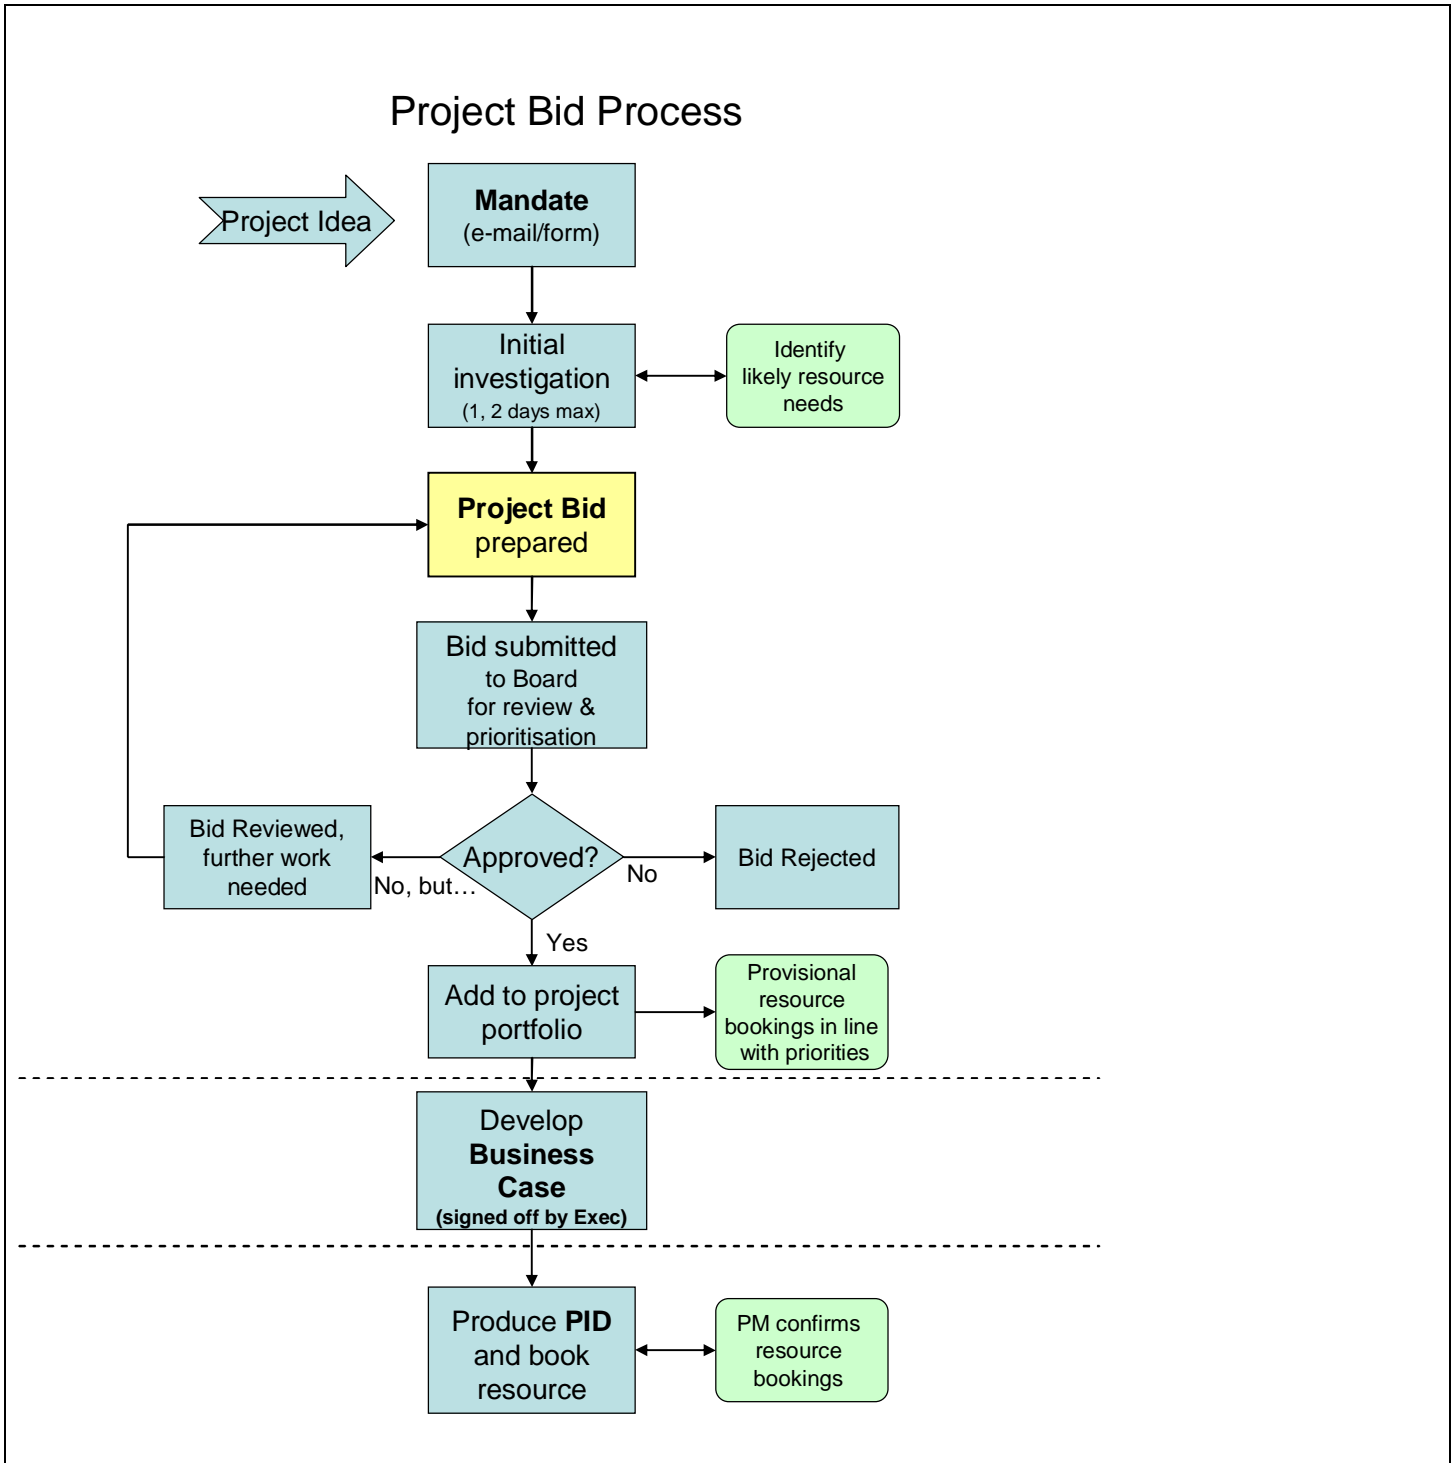 Project Bid Process
Project Idea
Mandate
(e-mail/form)
Initial
investigation
(1, 2 days max)
Identify
likely resource
needs
Project Bid
prepared
Bid submitted
to Board
for review &
prioritisation
Bid Reviewed,
further work
needed
No, but…
Approved?
No
Bid Rejected
Yes
Add to project
portfolio
Provisional
resource
bookings in line
with priorities
Develop
Business
Case
(signed off by Exec)
Produce PID
and book
resource
PM confirms
resource
bookings